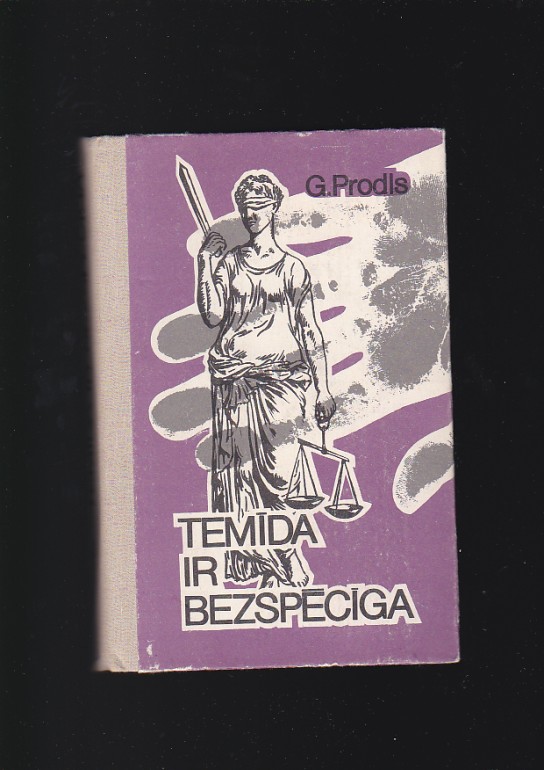 G.Prodls
TEMĪDA
IR
BEZSPĒCĪGA